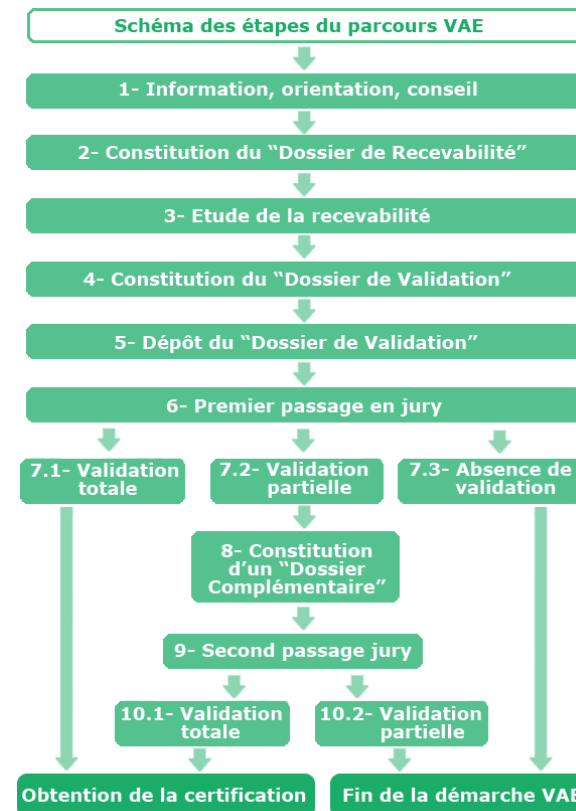 Schéma des étapes du parcours VAE
1- Information, orientation, conseil
2- Constitution du “Dossier de Recevabilité”
3- Etude de la recevabilité
4- Constitution du “Dossier de Validation”
5- Dépôt du “Dossier de Validation”
6- Premier passage en jury
7.1- Validation
totale
7.2- Validation
partielle
7.3- Absence de
validation
8- Constitution
d’un “Dossier
Complémentaire”
9- Second passage jury
10.1- Validation
totale
10.2- Validation
partielle
Obtention de la certification
Fin de la démarche VAE